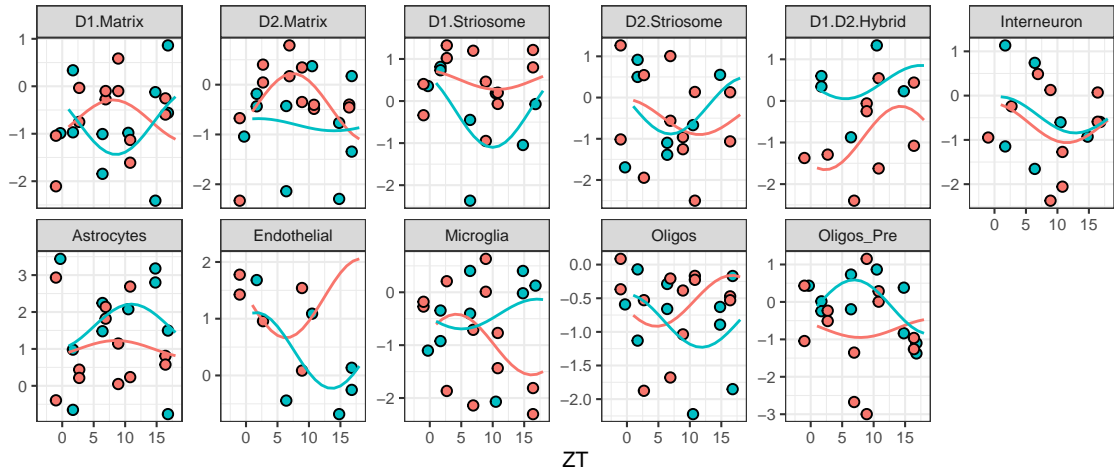 D1.Matrix D2.Matrix D1.Striosome D2.Striosome D1.D2.Hybrid Interneuron
1 1 1 1 1
0 0 0 0 0 0
−1 −1 −1 −1 −1 −1
−2 −2 −2 −2 −2 −2
0 5 10 15
Astrocytes Endothelial Microglia Oligos Oligos_Pre
3 2 0 0.0 1
2 1 −1 −0.5 0
1 0 −2 −1.0 −1
0 −1.5 −2
−2.0 −3
0 5 10 15 0 5 10 15 0 5 10 15 0 5 10 15 0 5 10 15
ZT